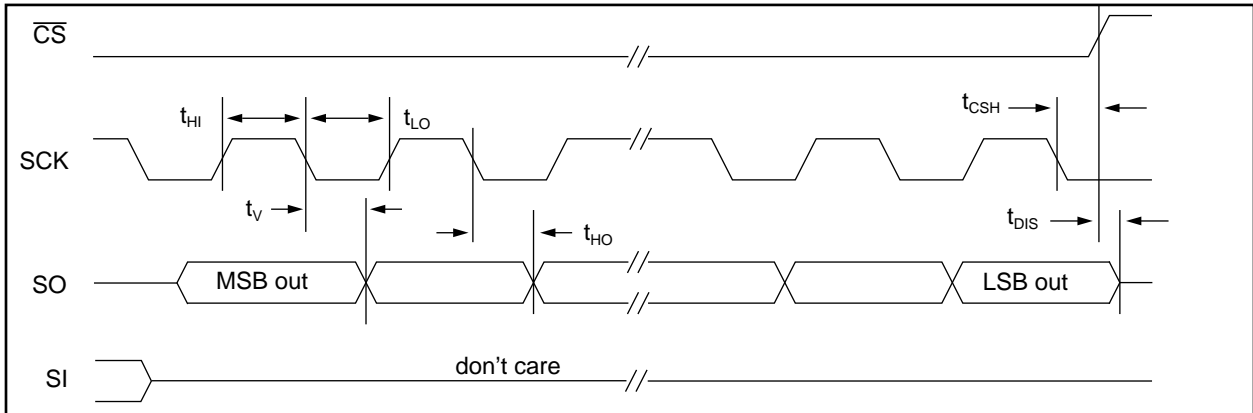 CS
tHI
tLO
tCSH
SCK
tV
tHO
tDIS
SO
MSB out
LSB out
SI
don't care